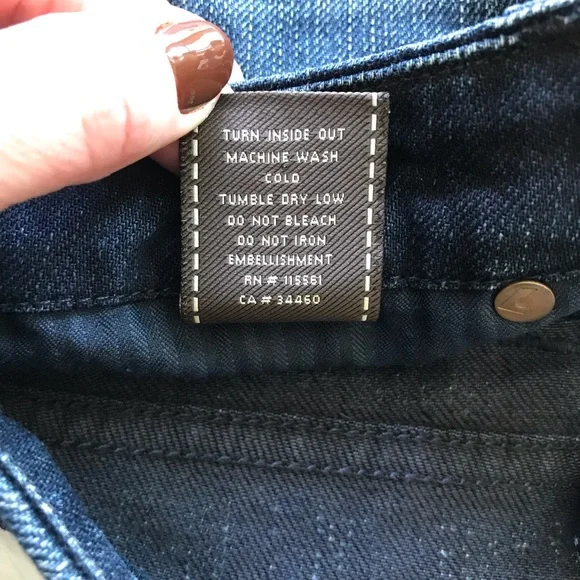 TURN INSIDE OUT
MACHINE WASH
COLD
TUMBLE DRY LOW
DO NOT BLEACH
DO NOT IRON
EMBELLISHMENT
RN # 115561
CA # 34460